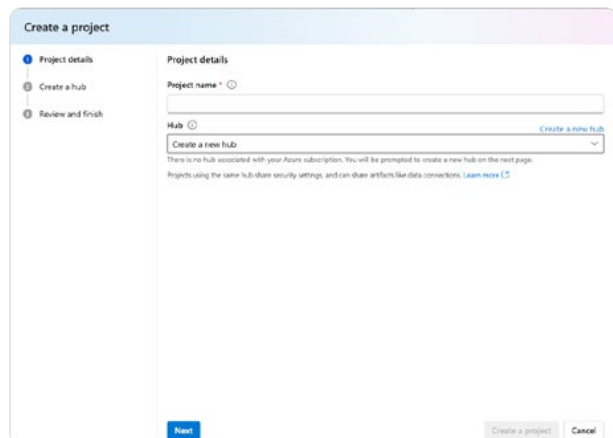 Create a project
1 Project details
2 Create a hub
3 Review and finish
Project details
Project name *
Hub
Create a new hub
Create a new hub
There is no hub associated with your Azure subscription. You will be prompted to create a new hub on the next page.
Projects using the same hub share security settings, and can share artifacts like data connections. Learn more
Next
Create a project
Cancel